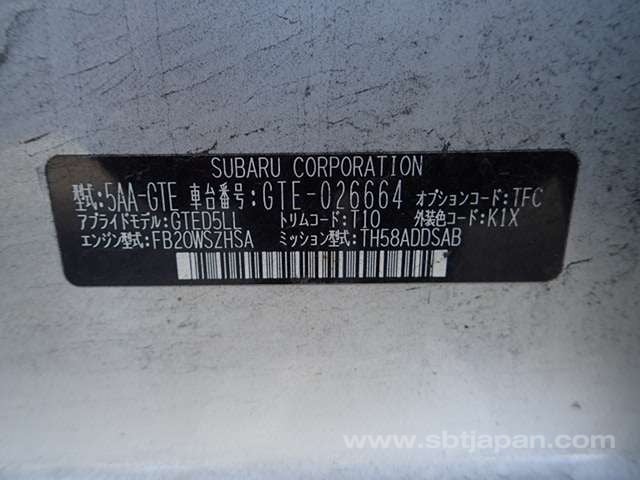 SUBARU CORPORATION
型式:5AA-GTE 車台番号:GTE-026664 オプションコード:TFC
アプライドモデル:GTED5LL トリムコード:T10 外装色コード:K1X
エンジン型式:FB20WSZHSA ミッション型式:TH58ADDSAB
www.sbtjapan.com